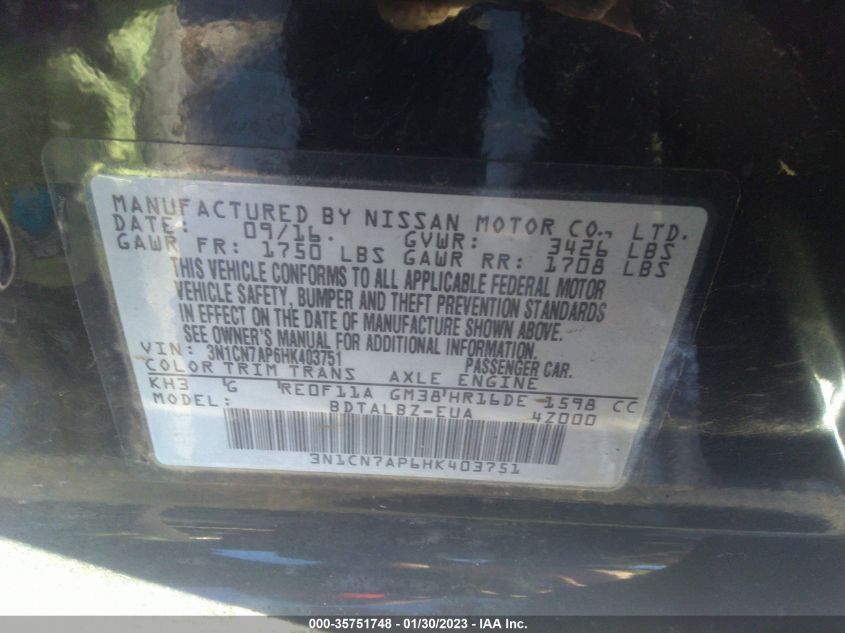 MANUFACTURED BY NISSAN MOTOR CO., LTD.
DATE: 09/16 GVWR: 3426 LBS
GAWR FR: 1750 LBS GAWR RR: 1708 LBS
THIS VEHICLE CONFORMS TO ALL APPLICABLE FEDERAL MOTOR
VEHICLE SAFETY, BUMPER AND THEFT PREVENTION STANDARDS
IN EFFECT ON THE DATE OF MANUFACTURE SHOWN ABOVE.
SEE OWNER'S MANUAL FOR ADDITIONAL INFORMATION.
VIN: 3N1CN7AP6HK403751 PASSENGER CAR.
COLOR TRIM TRANS AXLE ENGINE
KH3 G RE0F11A GM38 HR16DE 1598 CC
MODEL: BDTALBZ-EUA 42000
3N1CN7AP6HK403751
000-35751748 - 01/30/2023 - IAA Inc.